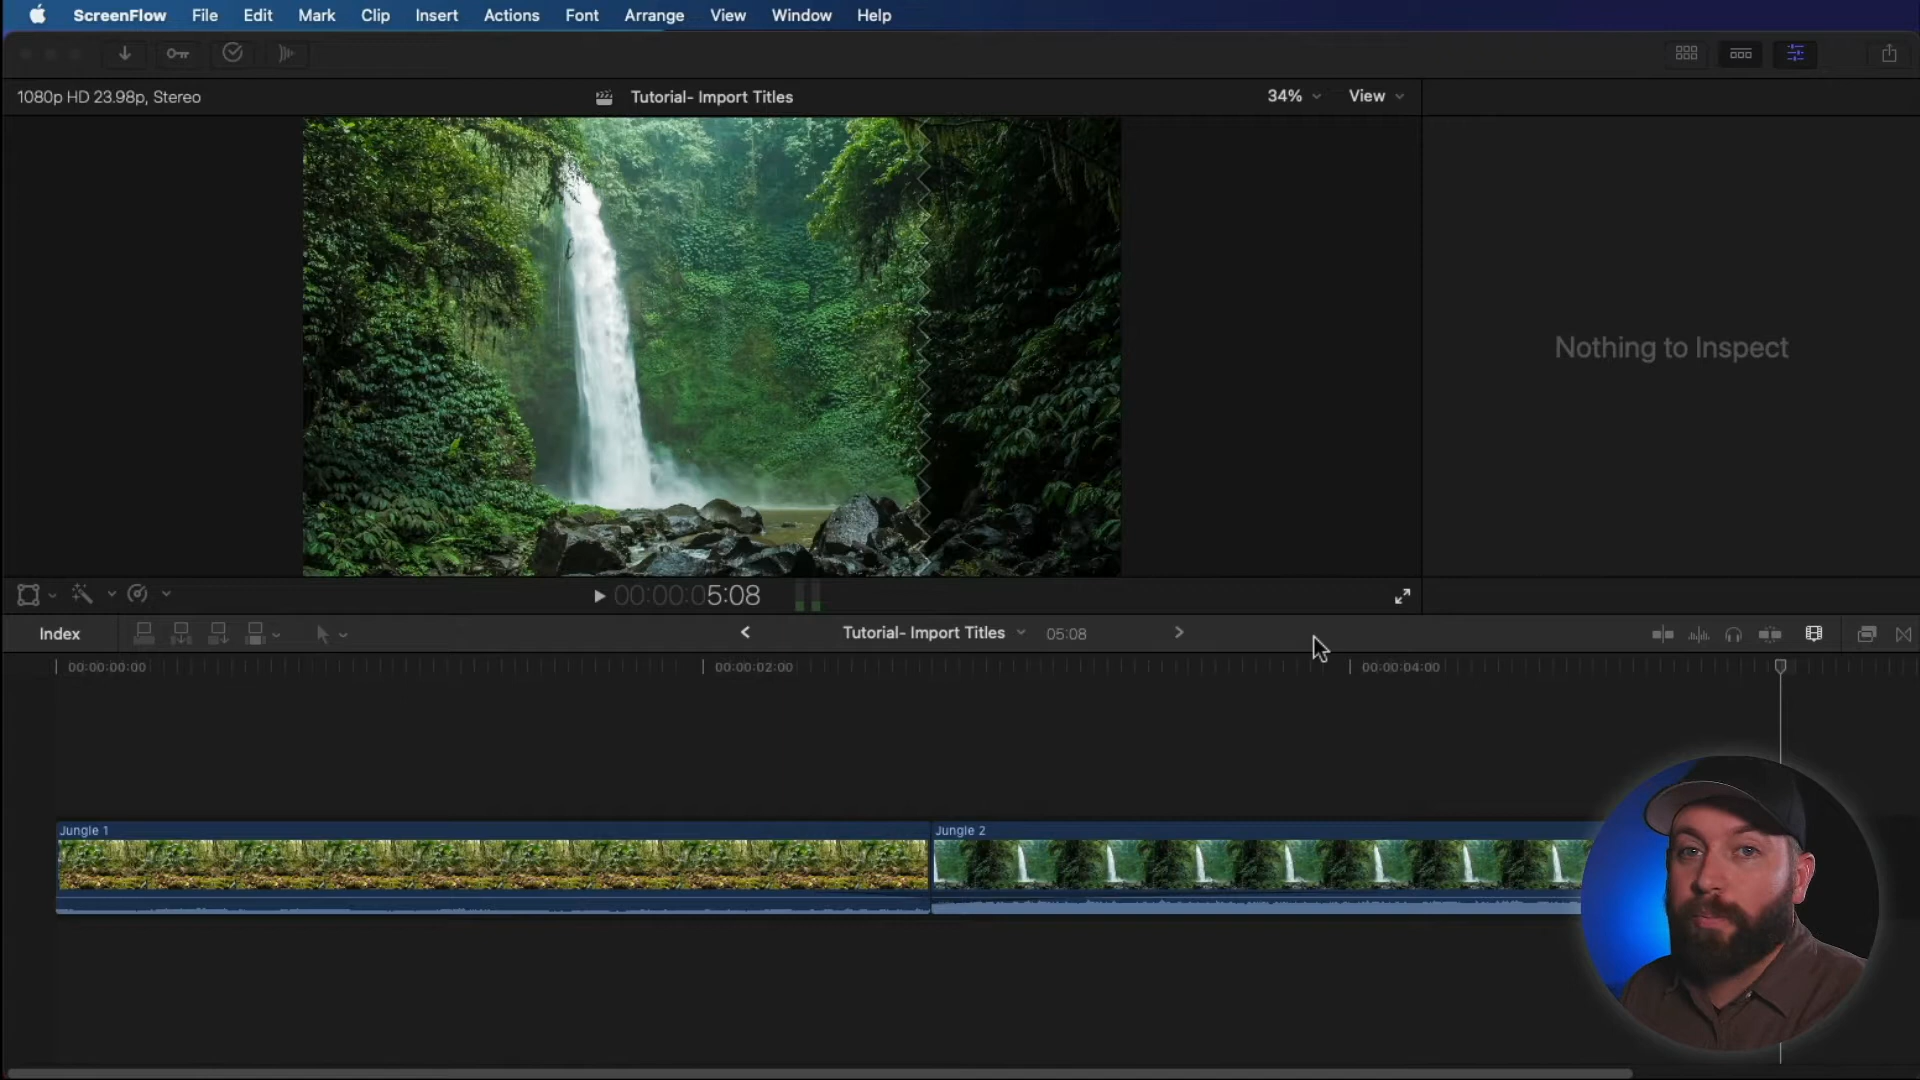 ScreenFlow File Edit Mark Clip Insert Actions Font Arrange View Window Help
1080p HD 23.98p, Stereo
Tutorial- Import Titles
34%
View
Nothing to Inspect
00:00:05:08
Index
Tutorial- Import Titles
05:08
00:00:00:00
00:00:02:00
00:00:04:00
Jungle 1
Jungle 2